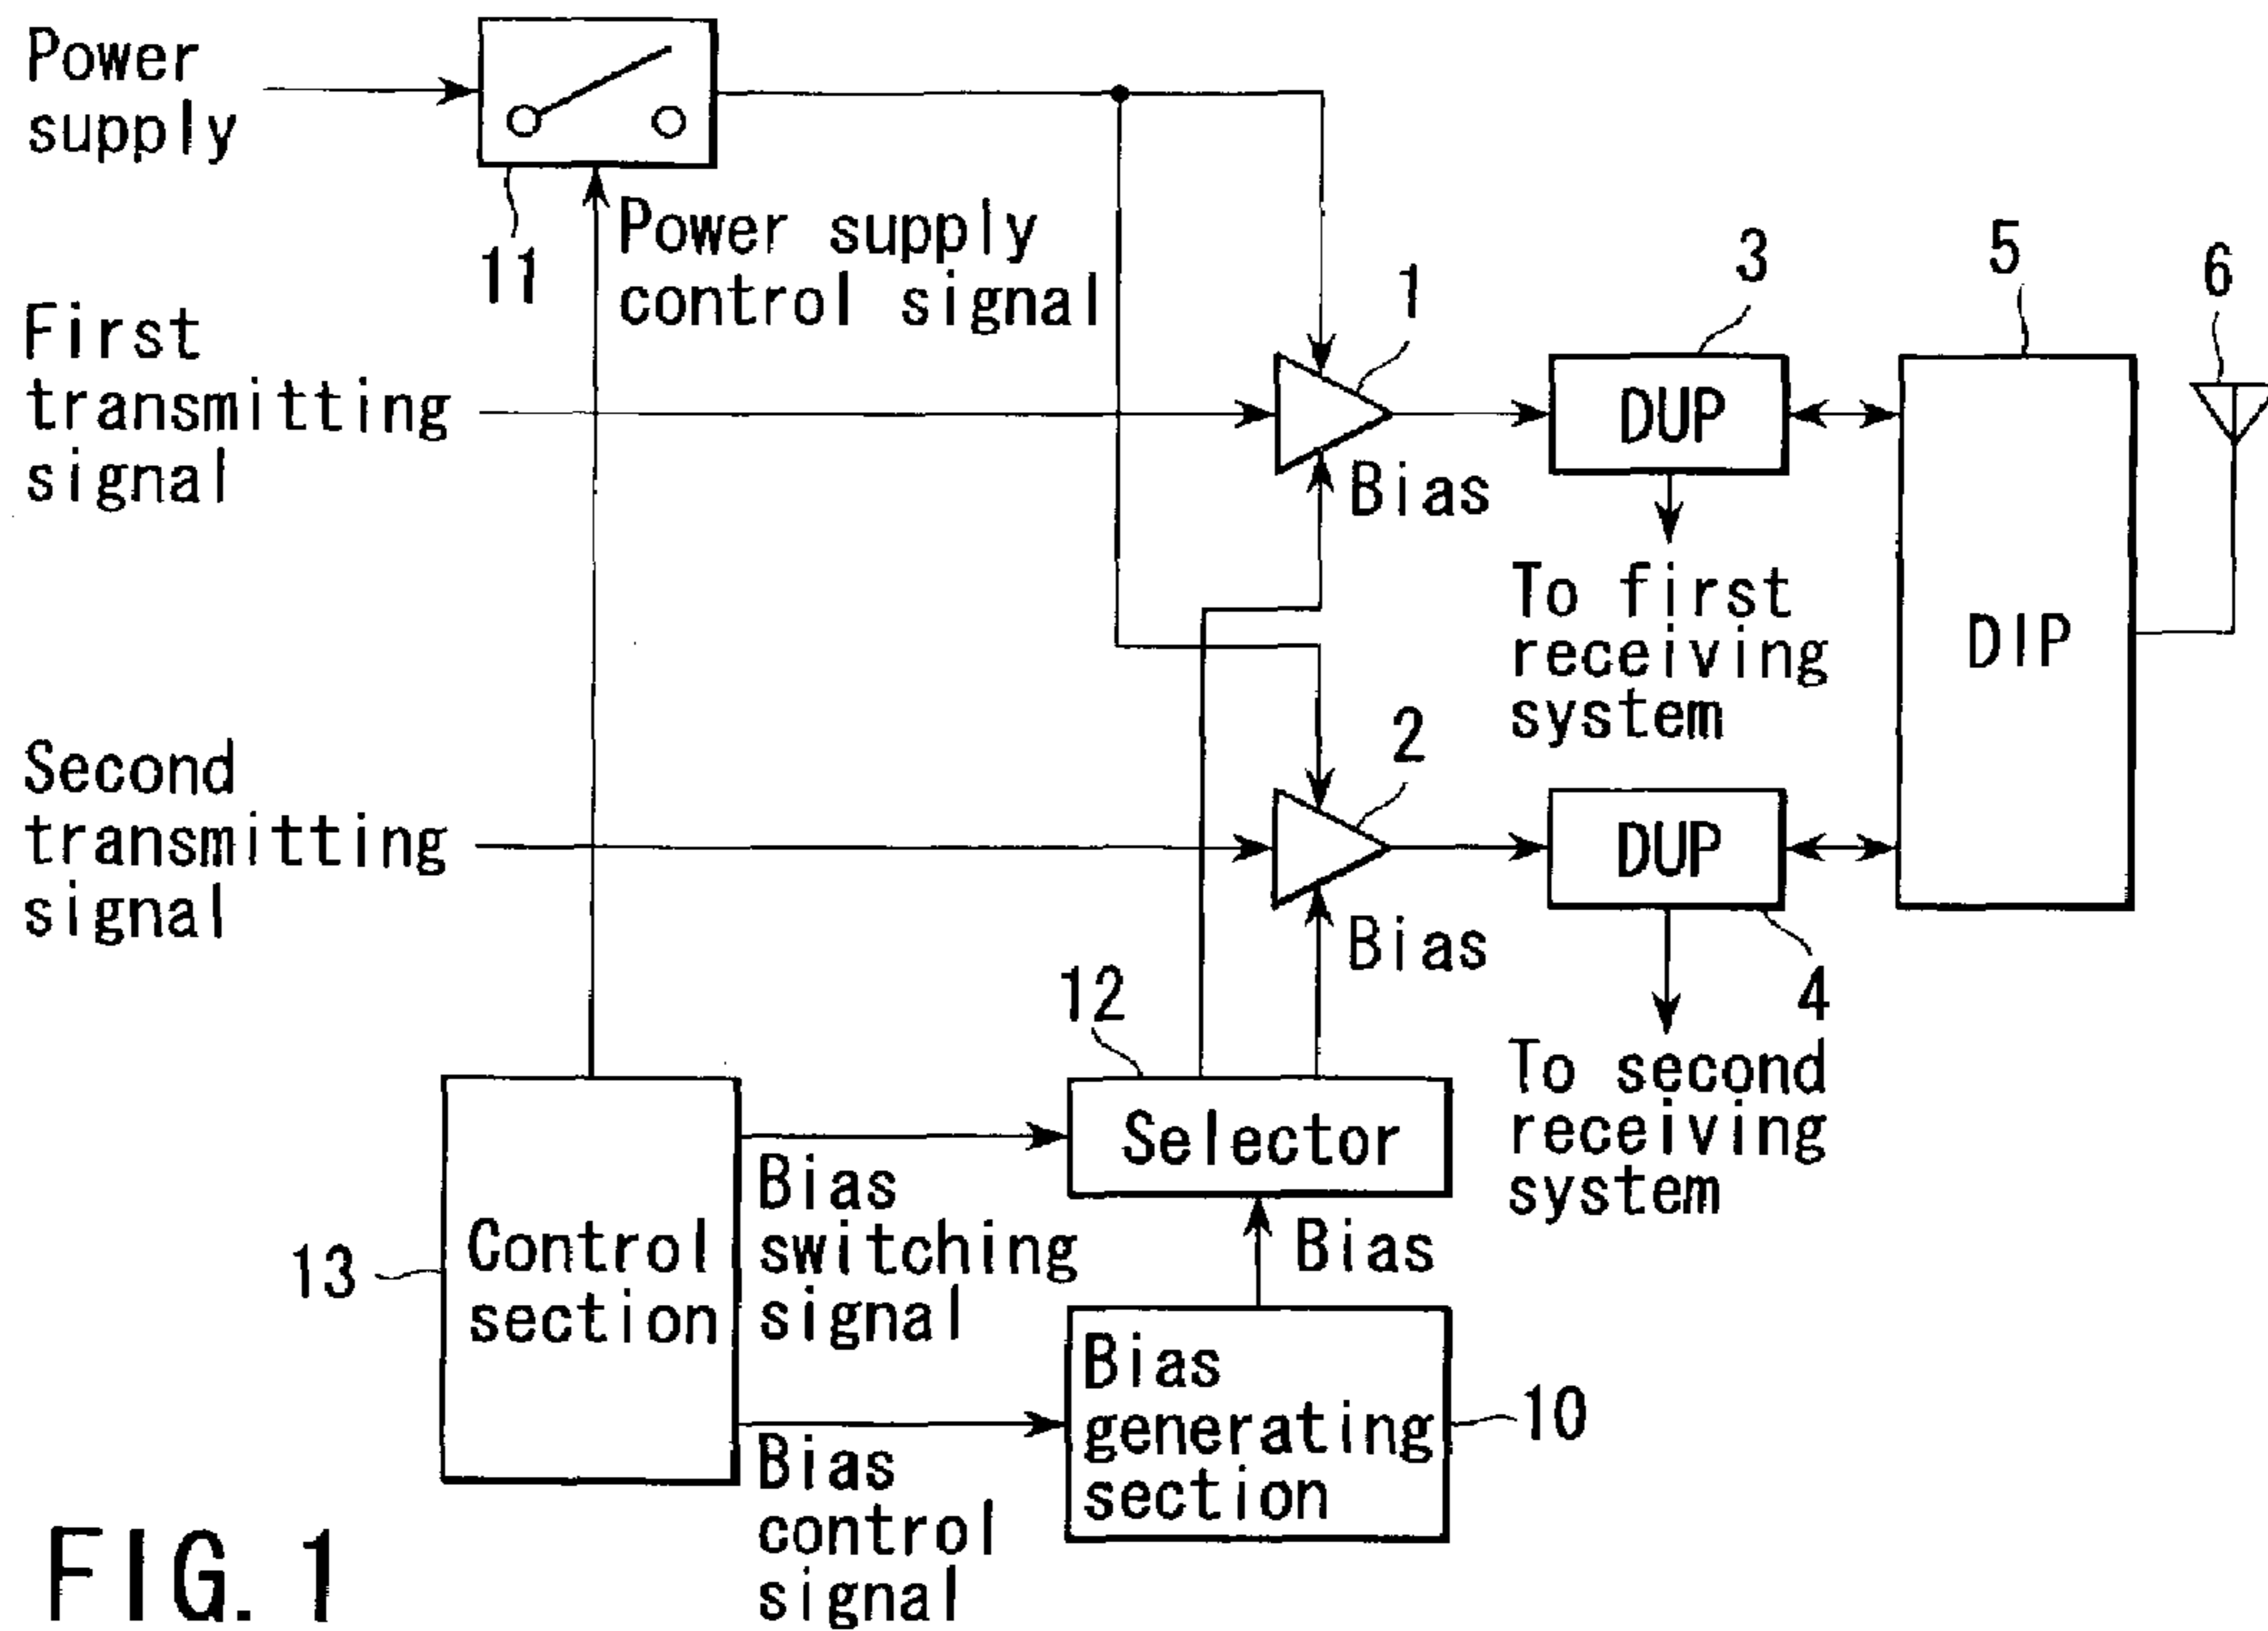 Power
supply
11
Power supply
control signal
First
transmitting
signal
1
3
5
6
DUP
Bias
To first
receiving
system
DIP
Second
transmitting
signal
2
DUP
Bias
4
12
To second
receiving
system
Selector
Bias
switching
signal
Bias
13
Control
section
Bias
generating
section
10
Bias
control
signal
FIG. 1